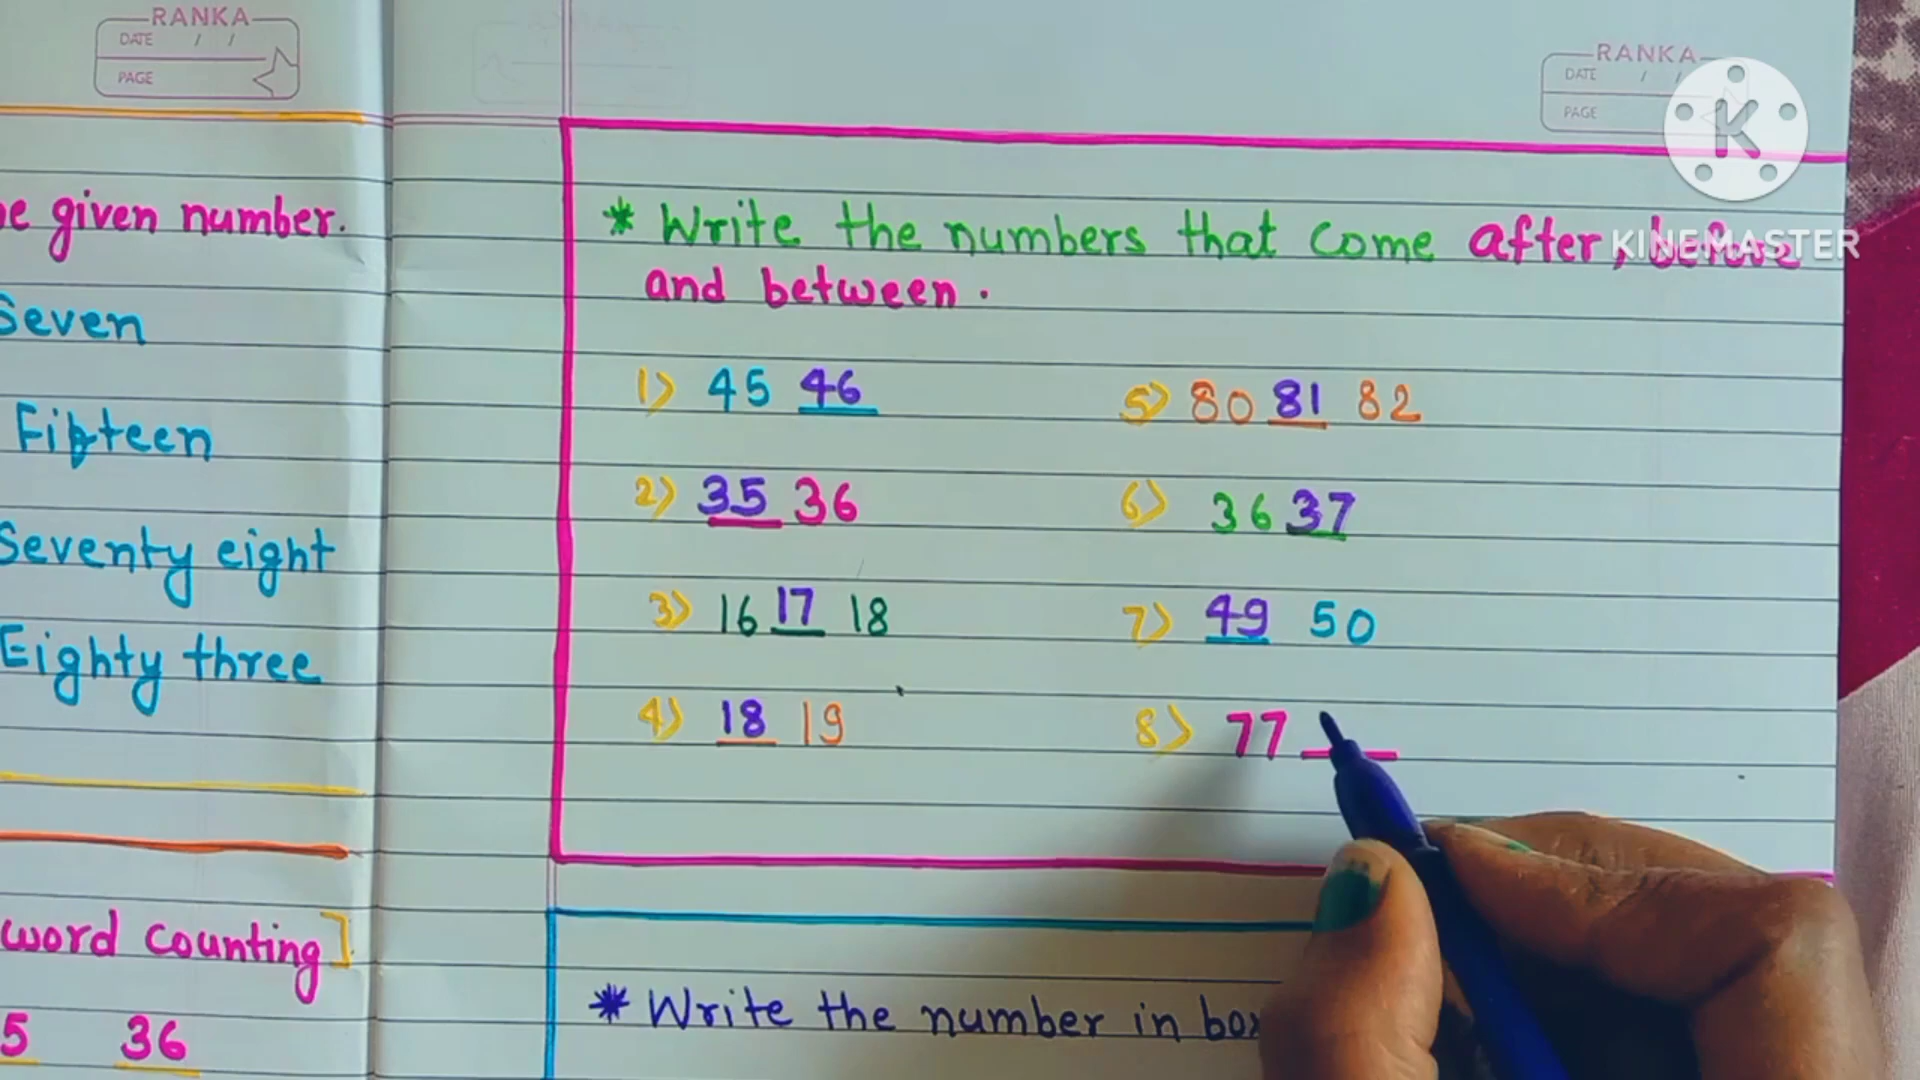 RANKA
DATE / /
PAGE
RANKA
DATE / /
PAGE
K
KINEMASTER
given number.
Seven
Fifteen
Seventy eight
Eighty three
word counting]
5 36
* Write the numbers that come after, before
and between.
1) 45 46
2) 35 36
3) 16 17 18
4) 18 19
5) 80 81 82
6) 36 37
7) 49 50
8) 77 __
* Write the number in box